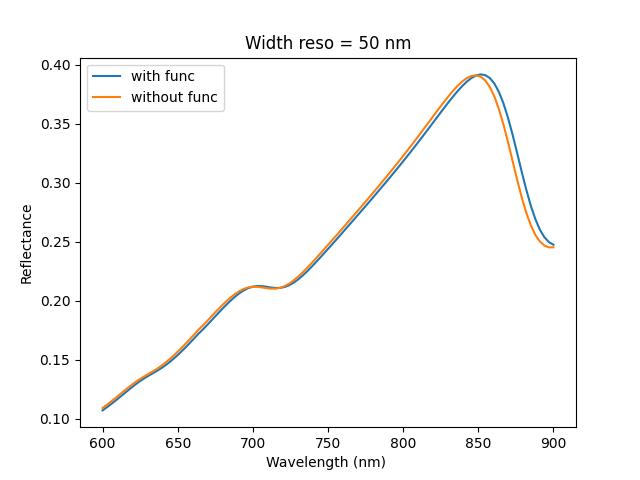 Width reso = 50 nm
with func
without func
0.40
0.35
0.30
0.25
0.20
0.15
0.10
Reflectance
600 650 700 750 800 850 900
Wavelength (nm)